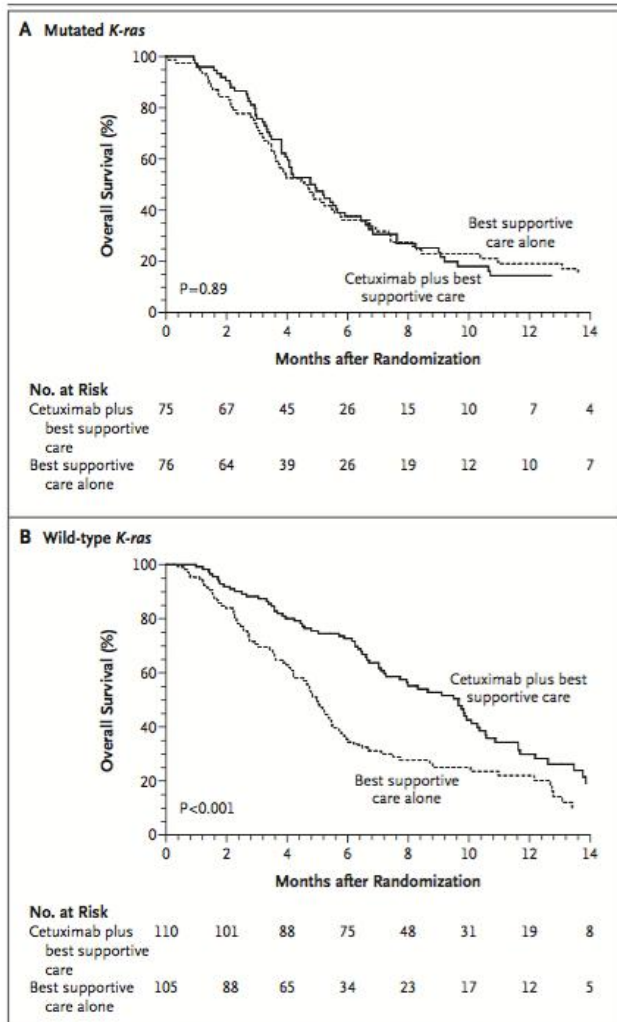 A Mutated K-ras
100
80
60
40
20
0
Overall Survival (%)
P=0.89
Best supportive
care alone
Cetuximab plus best
supportive care
0 2 4 6 8 10 12 14
Months after Randomization
No. at Risk
Cetuximab plus 75 67 45 26 15 10 7 4
best supportive
care
Best supportive 76 64 39 26 19 12 10 7
care alone
B Wild-type K-ras
100
80
60
40
20
0
Overall Survival (%)
P<0.001
Cetuximab plus best
supportive care
Best supportive
care alone
0 2 4 6 8 10 12 14
Months after Randomization
No. at Risk
Cetuximab plus 110 101 88 75 48 31 19 8
best supportive
care
Best supportive 105 88 65 34 23 17 12 5
care alone